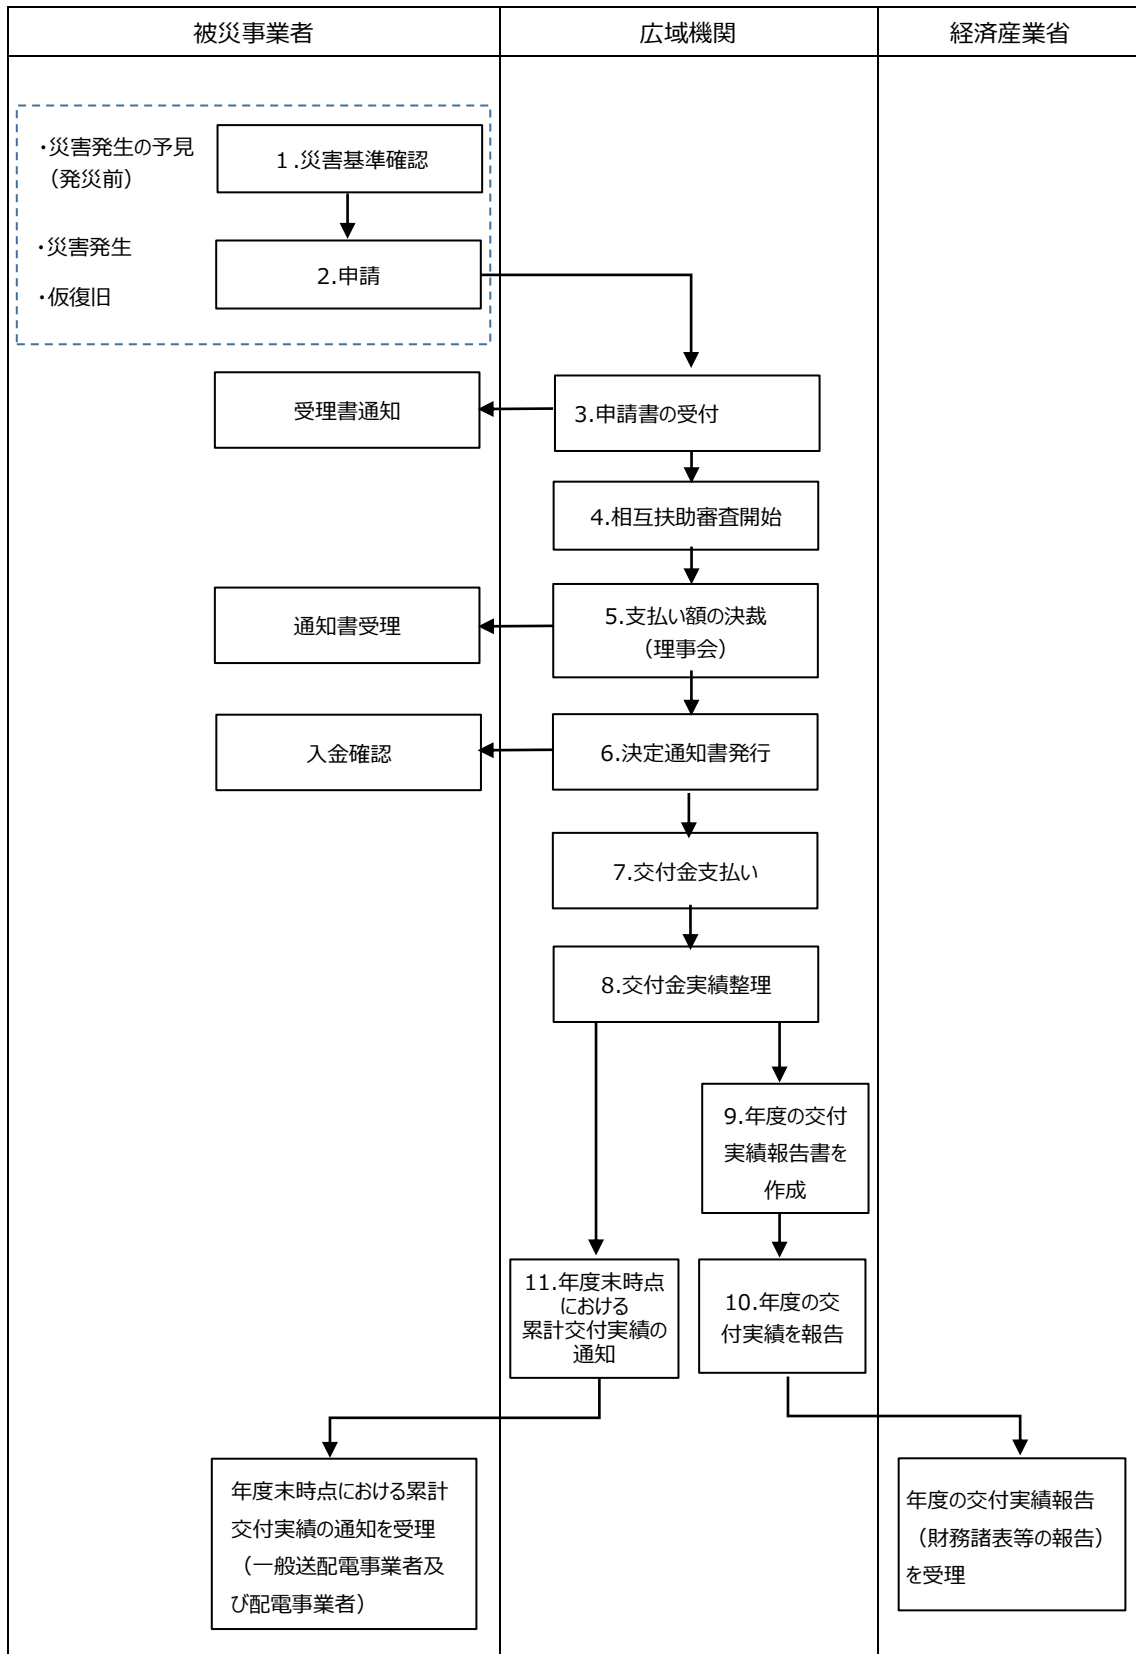 被災事業者
広域機関
経済産業省
・災害発生の予見
（発災前）
１.災害基準確認
・災害発生
2.申請
・仮復旧
受理書通知
3.申請書の受付
4.相互扶助審査開始
通知書受理
5.支払い額の決裁
（理事会）
入金確認
6.決定通知書発行
7.交付金支払い
8.交付金実績整理
9.年度の交付
実績報告書を
作成
11.年度末時点
における
累計交付実績の
通知
10.年度の交
付実績を報告
年度末時点における累計
交付実績の通知を受理
（一般送配電事業者及
び配電事業者）
年度の交付実績報告
（財務諸表等の報告）
を受理